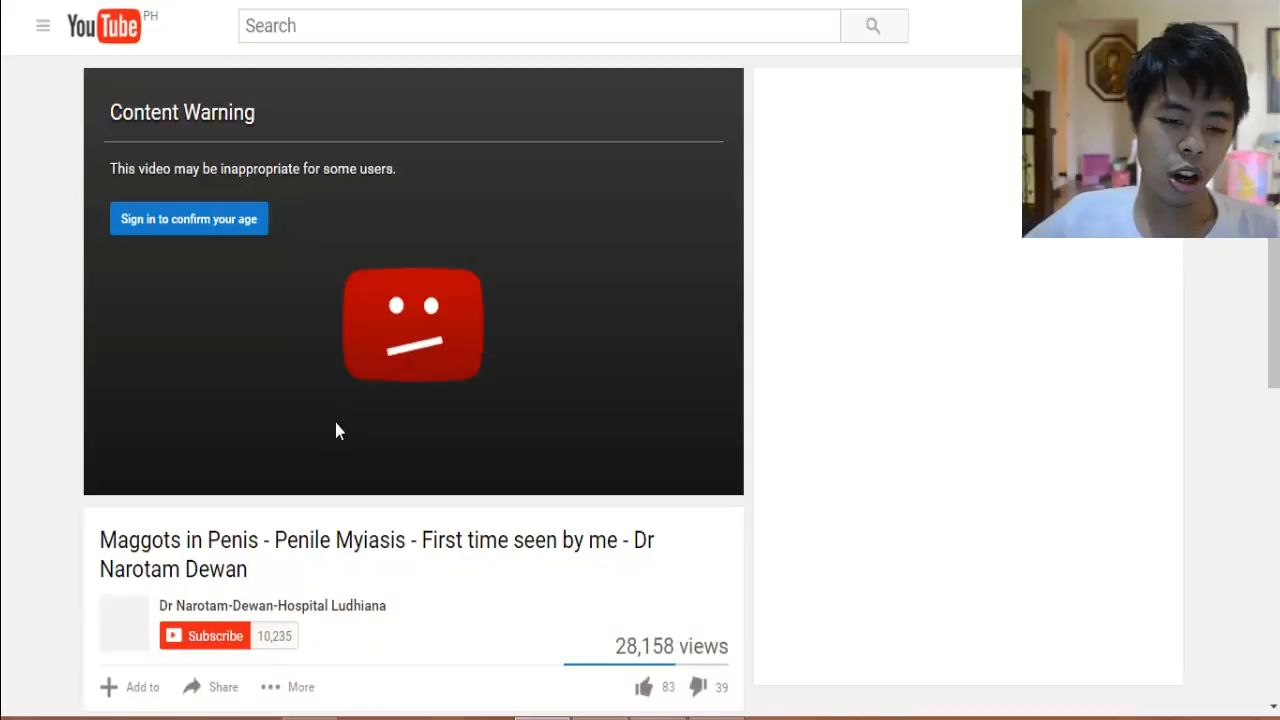 YouTube PH
Search
Content Warning
This video may be inappropriate for some users.
Sign in to confirm your age
Maggots in Penis - Penile Myiasis - First time seen by me - Dr
Narotam Dewan
Dr Narotam-Dewan-Hospital Ludhiana
Subscribe 10,235
28,158 views
Add to Share More 83 39